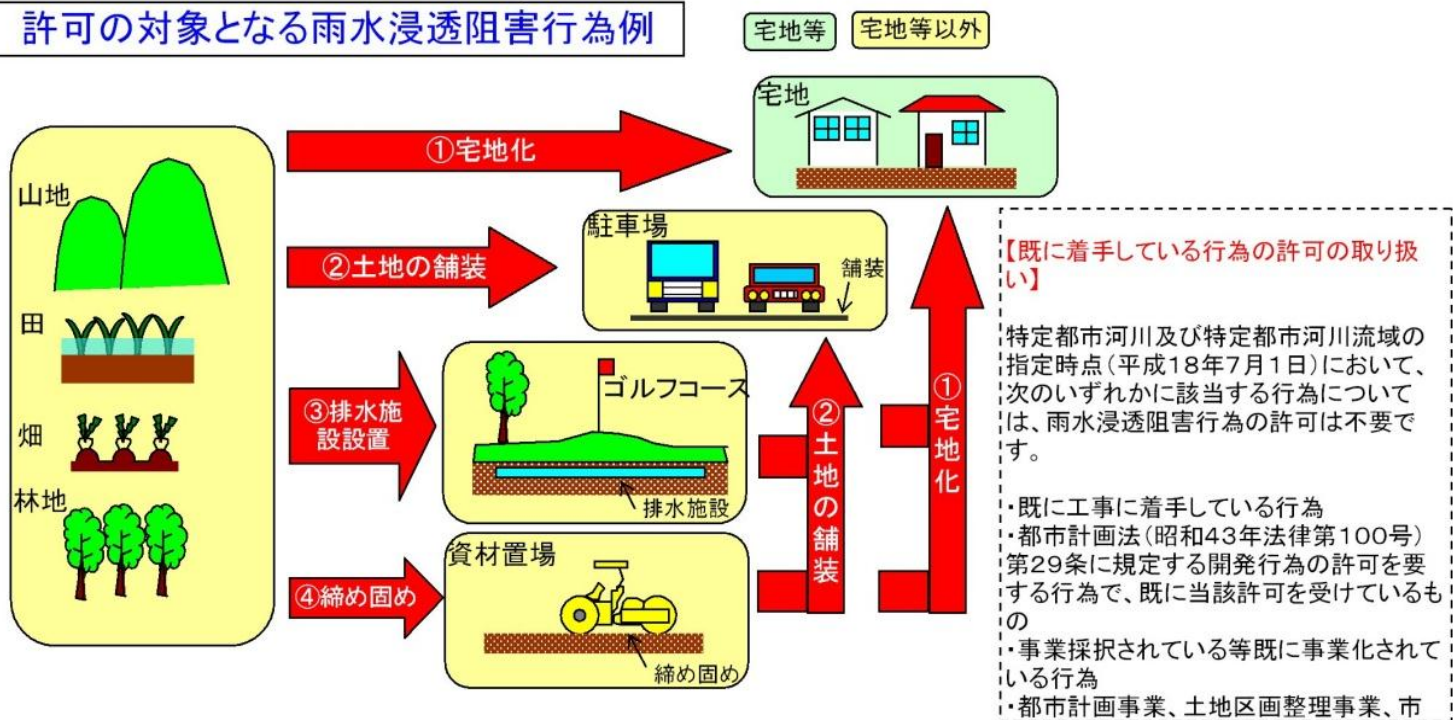 許可の対象となる雨水浸透阻害行為例
宅地等
宅地等以外
宅地
①宅地化
山地
田
畑
林地
②土地の舗装
駐車場
舗装
③排水施
設設置
ゴルフコース
排水施設
④締め固め
資材置場
締め固め
②土地の舗装
①宅地化
【既に着手している行為の許可の取り扱
い】
特定都市河川及び特定都市河川流域の
指定時点(平成18年7月1日)において、
次のいずれかに該当する行為について
は、雨水浸透阻害行為の許可は不要で
す。
・既に工事に着手している行為
・都市計画法(昭和43年法律第100号)
第29条に規定する開発行為の許可を要
する行為で、既に当該許可を受けているも
の
・事業採択されている等既に事業化されて
いる行為
・都市計画事業、土地区画整理事業、市